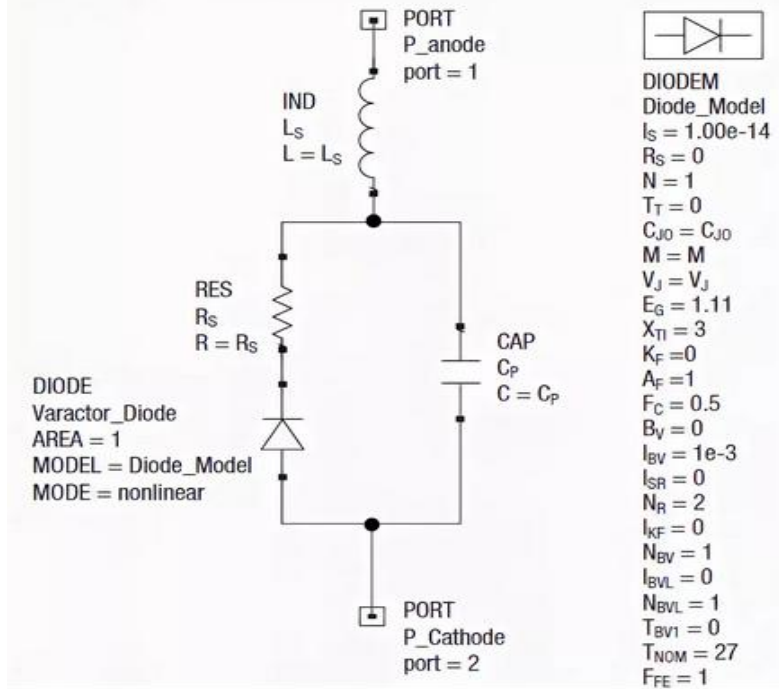 PORT
P_anode
port = 1
IND
LS
L = LS
RES
RS
R = RS
CAP
CP
C = CP
DIODE
Varactor_Diode
AREA = 1
MODEL = Diode_Model
MODE = nonlinear
PORT
P_Cathode
port = 2
DIODEM
Diode_Model
IS = 1.00e-14
RS = 0
N = 1
TT = 0
CJO = CJO
M = M
VJ = VJ
EG = 1.11
XTI = 3
KF =0
AF =1
FC = 0.5
BV = 0
IBV = 1e-3
ISR = 0
NR = 2
IKF = 0
NBV = 1
IBVL = 0
NBVL = 1
TBV1 = 0
TNOM = 27
FFE = 1